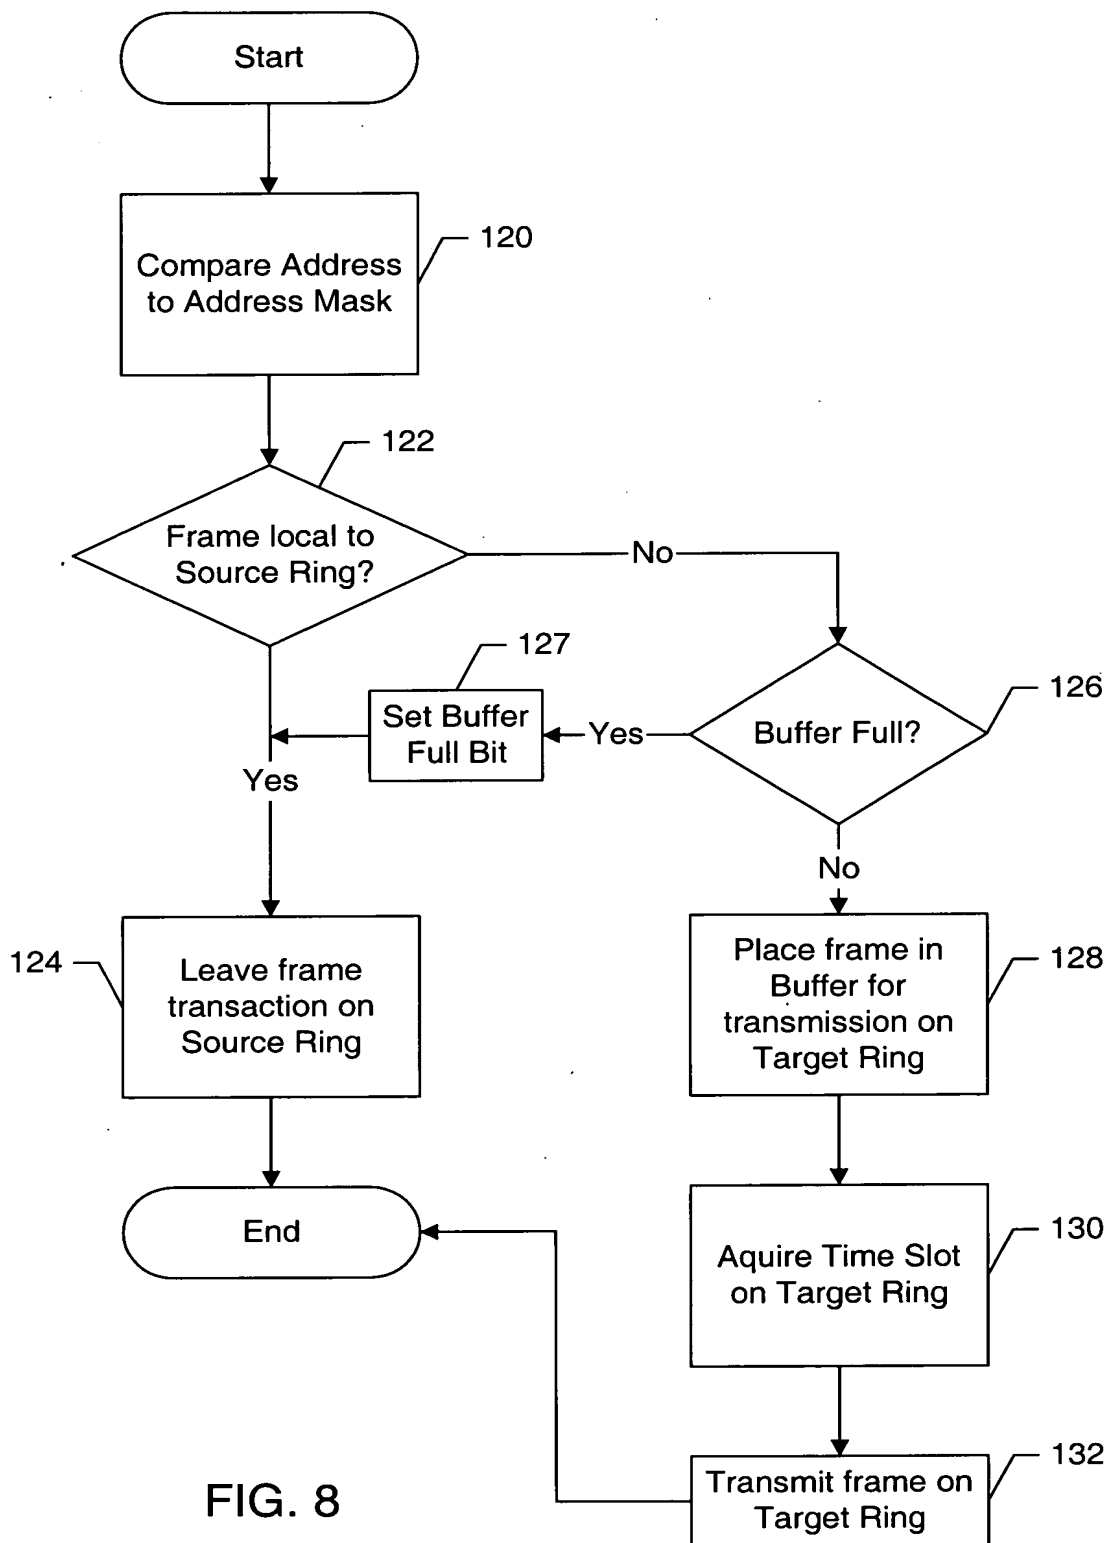 Start
120
Compare Address
to Address Mask
122
Frame local to
Source Ring?
No
127
126
Set Buffer
Full Bit
Yes
Buffer Full?
Yes
No
124
Leave frame
transaction on
Source Ring
Place frame in
Buffer for
transmission on
Target Ring
128
End
Aquire Time Slot
on Target Ring
130
Transmit frame on
Target Ring
132
FIG. 8